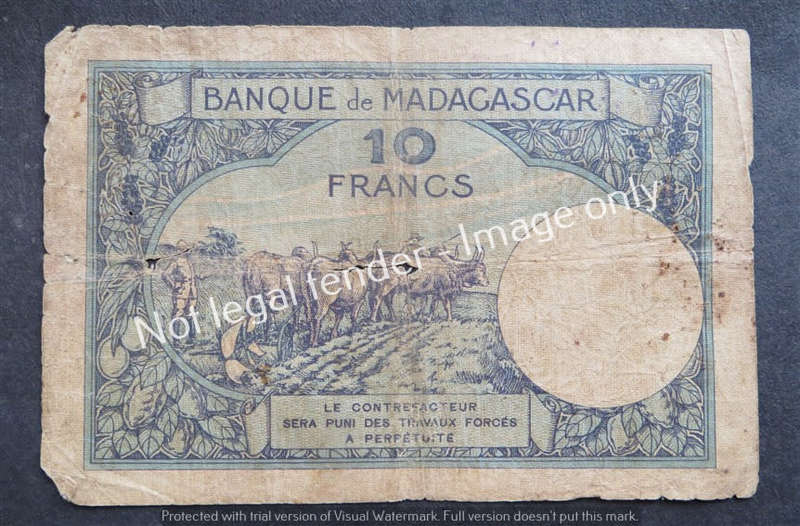 BANQUE de MADAGASCAR
10
FRANCS
Not legal fender - Image only
LE CONTREFACTEUR
SERA PUNI DES TRAVAUX FORCÉS
A PERPÉTUITÉ
Protected with trial version of Visual Watermark. Full version doesn't put this mark.